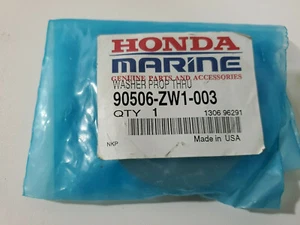 HONDA
MARINE
GENUINE PARTS AND ACCESSORIES
WASHER PROP THRU
90506-ZW1-003
QTY 1
1306 96291
NKP
Made in USA